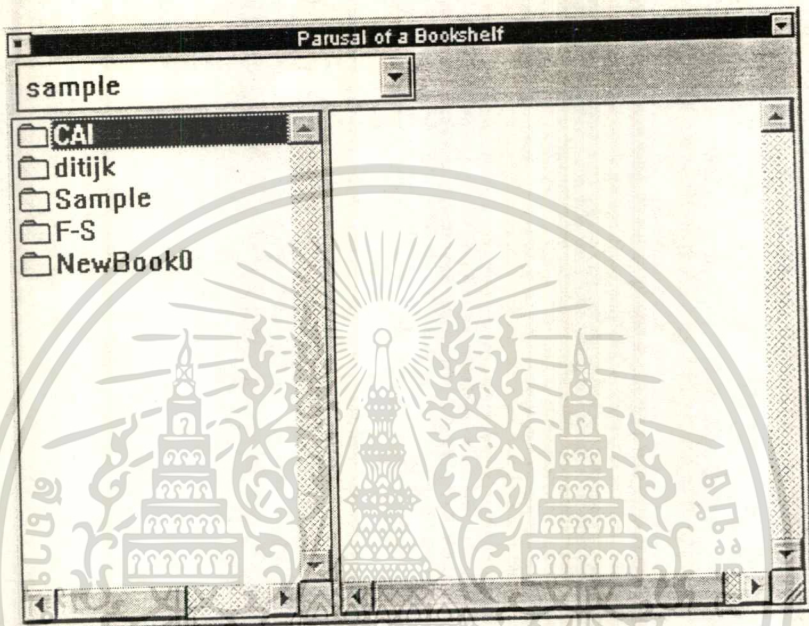 Parusal of a Bookshelf
sample
CAI
ditijk
Sample
F-S
NewBook0